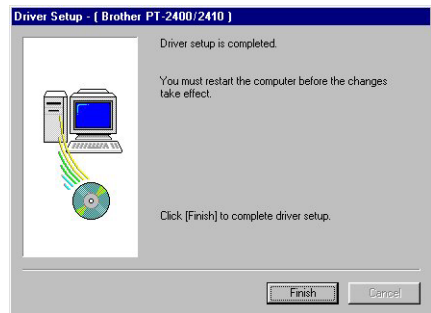 Driver Setup - ( Brother PT-2400/2410 )
Driver setup is completed.
You must restart the computer before the changes
take effect.
Click [Finish] to complete driver setup.
Finish
Cancel